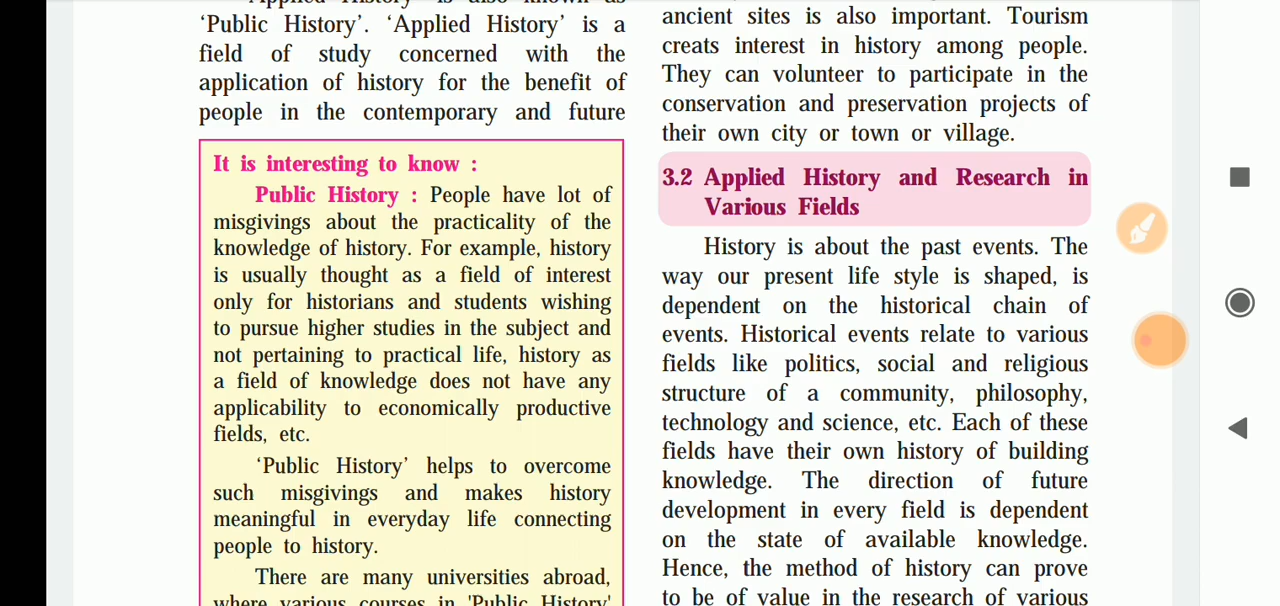 'Applied History' is also known as
'Public History'. 'Applied History' is a
field of study concerned with the
application of history for the benefit of
people in the contemporary and future
It is interesting to know :
Public History : People have lot of
misgivings about the practicality of the
knowledge of history. For example, history
is usually thought as a field of interest
only for historians and students wishing
to pursue higher studies in the subject and
not pertaining to practical life, history as
a field of knowledge does not have any
applicability to economically productive
fields, etc.
'Public History' helps to overcome
such misgivings and makes history
meaningful in everyday life connecting
people to history.
There are many universities abroad,
where various courses in 'Public History'
ancient sites is also important. Tourism
creats interest in history among people.
They can volunteer to participate in the
conservation and preservation projects of
their own city or town or village.
3.2 Applied History and Research in
Various Fields
History is about the past events. The
way our present life style is shaped, is
dependent on the historical chain of
events. Historical events relate to various
fields like politics, social and religious
structure of a community, philosophy,
technology and science, etc. Each of these
fields have their own history of building
knowledge. The direction of future
development in every field is dependent
on the state of available knowledge.
Hence, the method of history can prove
to be of value in the research of various